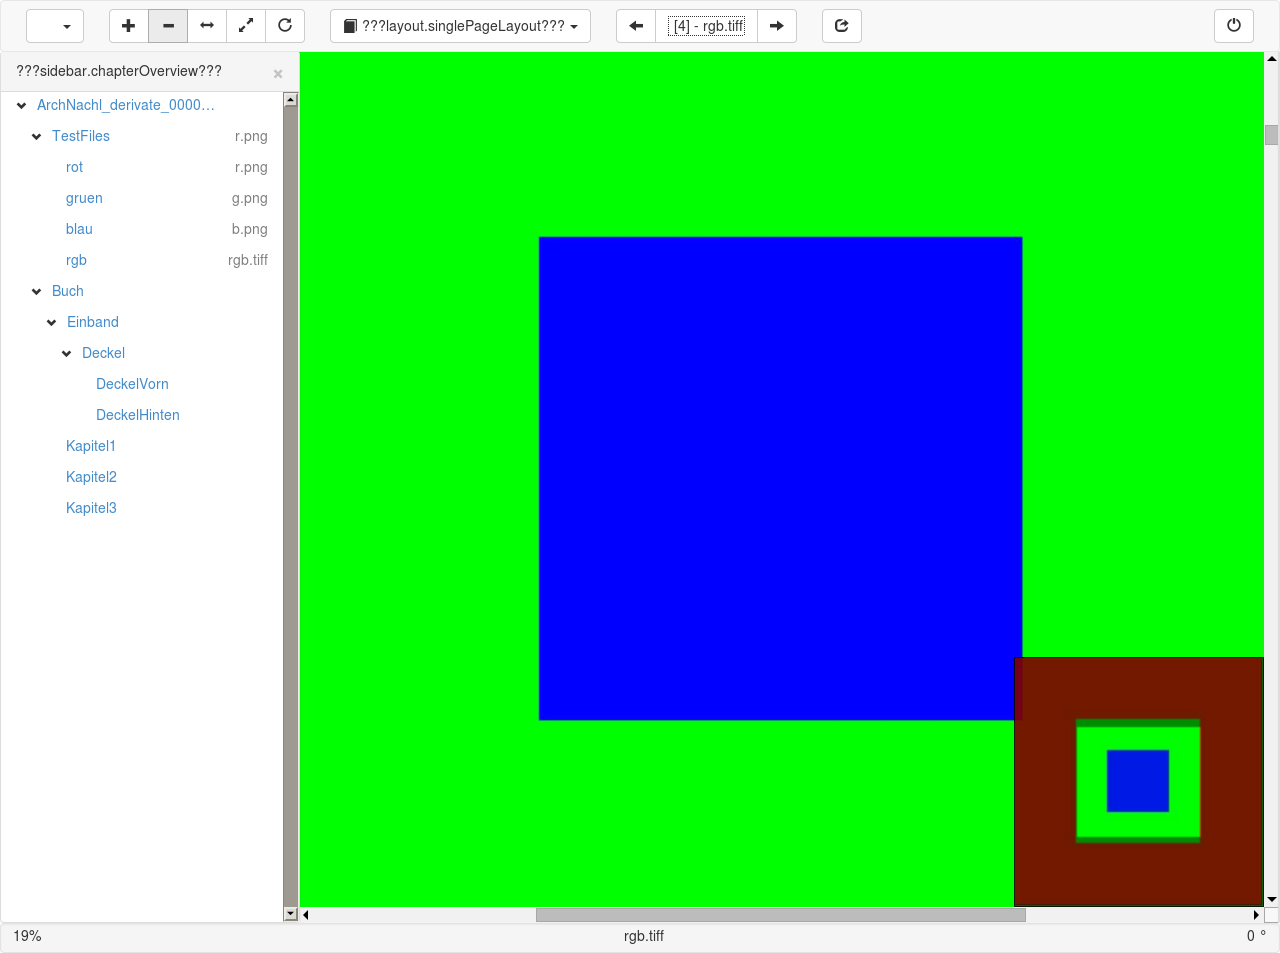 ???layout.singlePageLayout???
[4] - rgb.tiff
???sidebar.chapterOverview???
×
ArchNachl_derivate_0000…
TestFiles r.png
rot r.png
gruen g.png
blau b.png
rgb rgb.tiff
Buch
Einband
Deckel
DeckelVorn
DeckelHinten
Kapitel1
Kapitel2
Kapitel3
19% rgb.tiff 0 °